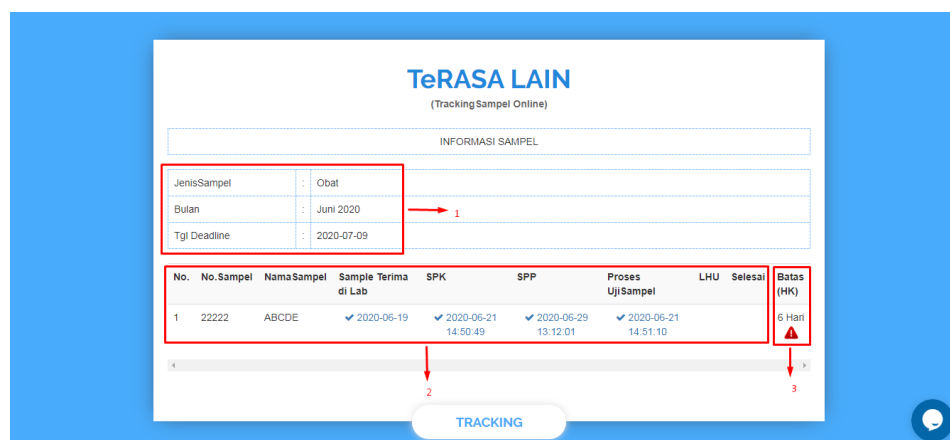 TeRASA LAIN
(Tracking Sampel Online)
INFORMASI SAMPEL
JenisSampel : Obat
Bulan : Juni 2020
1
Tgl Deadline : 2020-07-09
No. No.Sampel NamaSampel Sample Terima di Lab SPK SPP Proses UjiSampel LHU Selesai Batas (HK)
1 22222 ABCDE 2020-06-19 2020-06-21 14:50:49 2020-06-29 13:12:01 2020-06-21 14:51:10 6 Hari
2
3
TRACKING